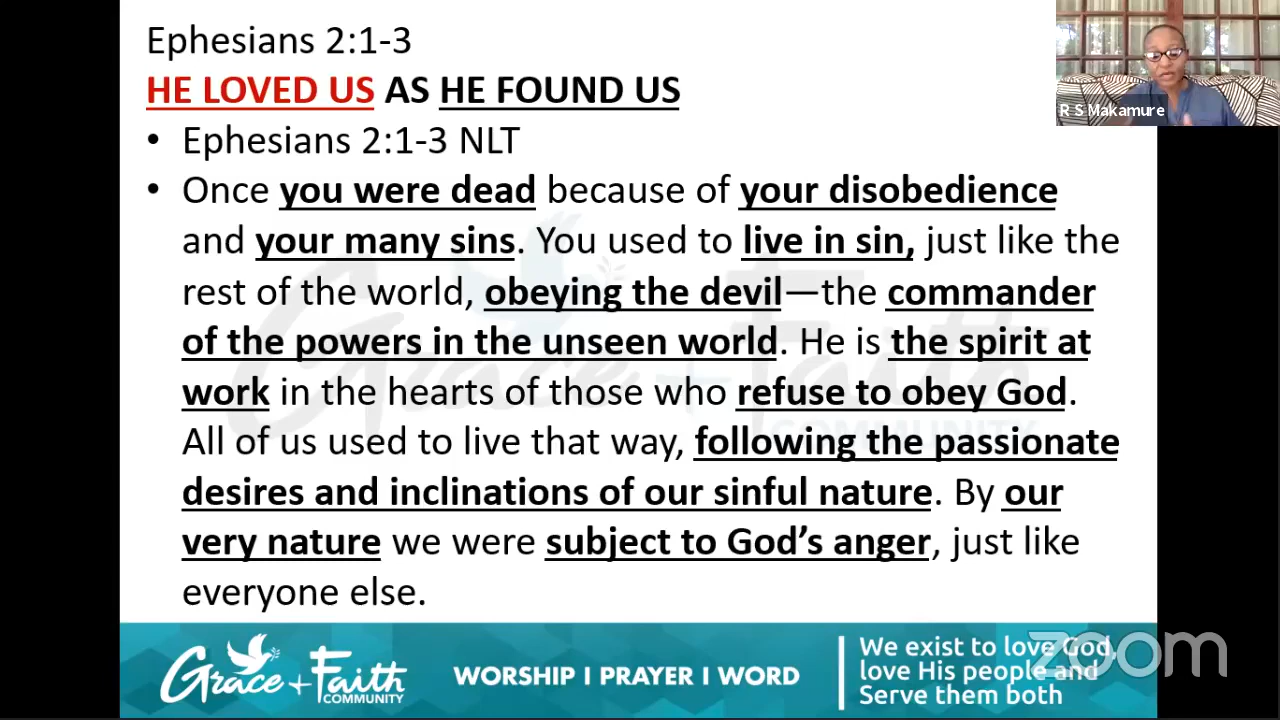 Ephesians 2:1-3
HE LOVED US AS HE FOUND US
• Ephesians 2:1-3 NLT
• Once you were dead because of your disobedience
and your many sins. You used to live in sin, just like the
rest of the world, obeying the devil—the commander
of the powers in the unseen world. He is the spirit at
work in the hearts of those who refuse to obey God.
All of us used to live that way, following the passionate
desires and inclinations of our sinful nature. By our
very nature we were subject to God’s anger, just like
everyone else.
R S Makamure
Grace + Faith
COMMUNITY
WORSHIP I PRAYER I WORD
We exist to love God,
love His people and
Serve them both
zoom
Grace + Faith
COMMUNITY